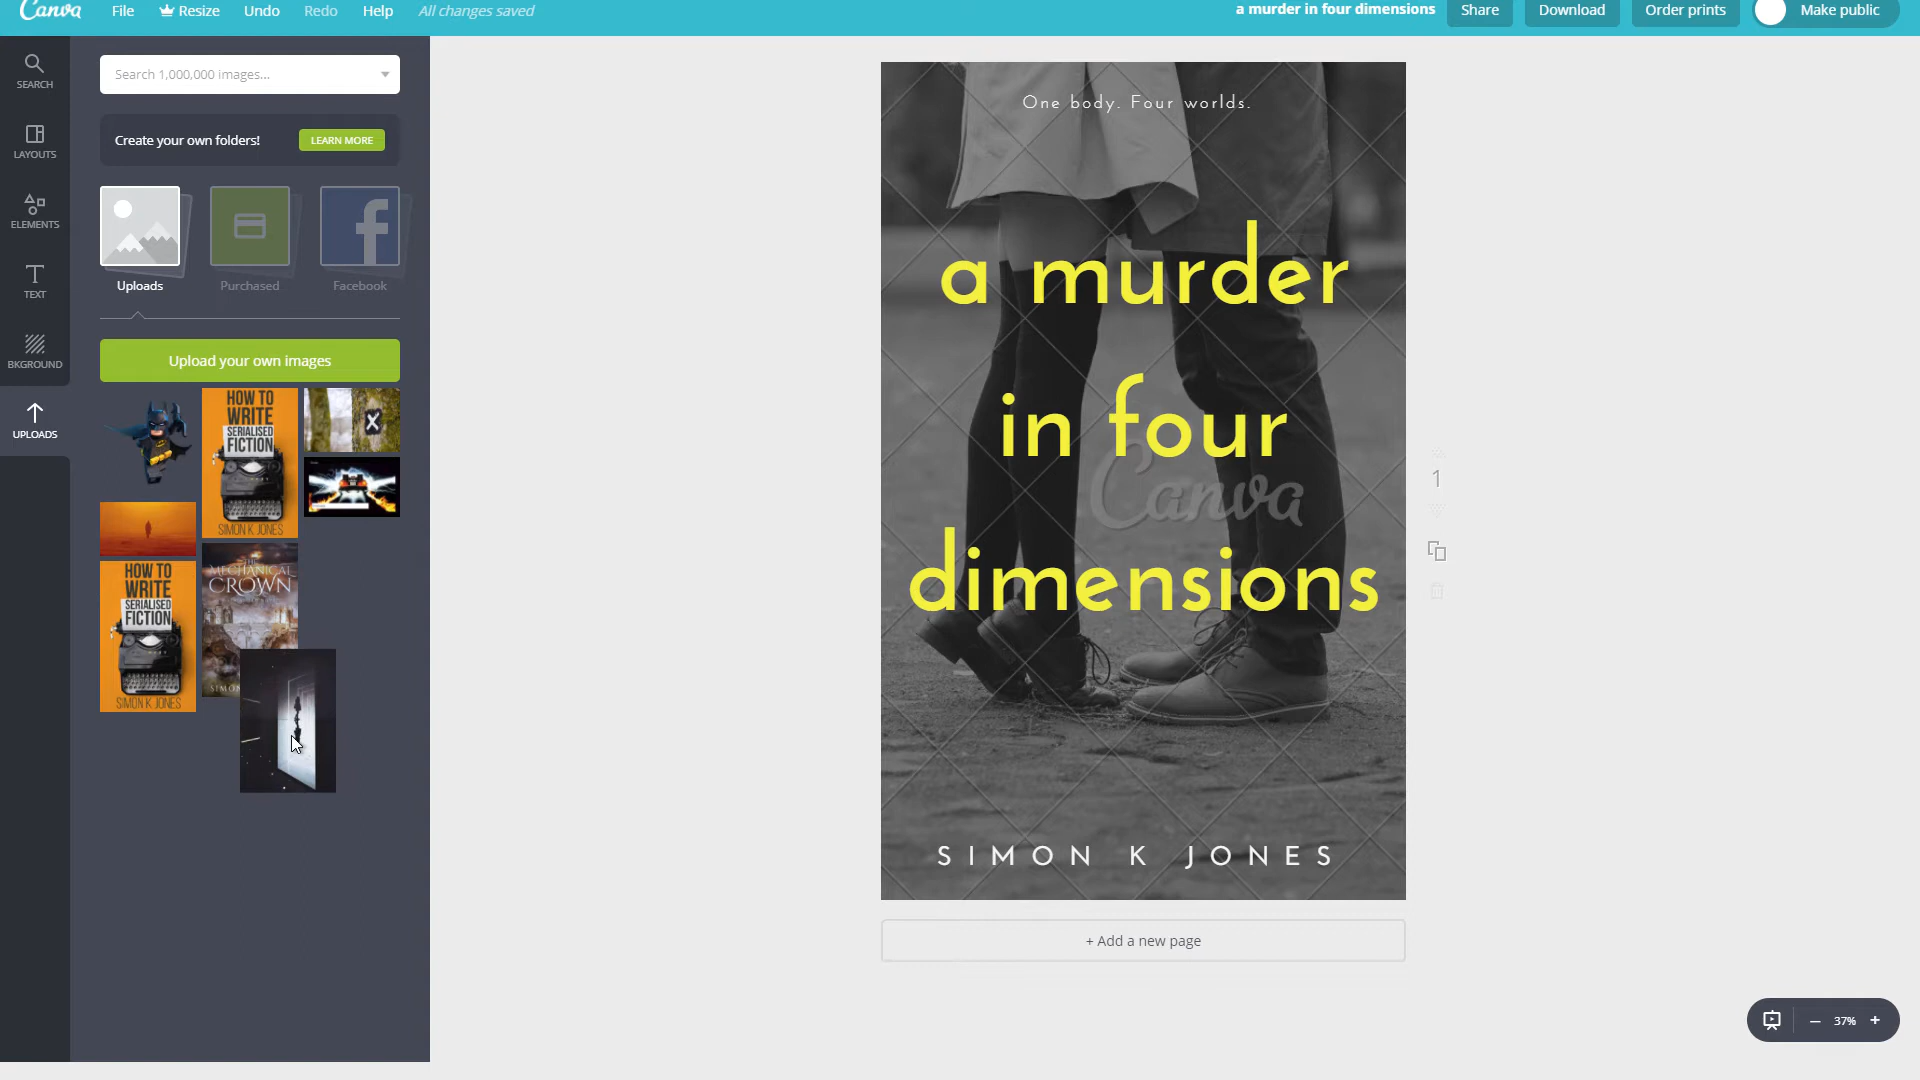 Canva File Resize Undo Redo Help All changes saved a murder in four dimensions Share Download Order prints Make public
Search 1,000,000 images...
SEARCH
Create your own folders! LEARN MORE
LAYOUTS
ELEMENTS
Uploads Purchased Facebook
TEXT
Upload your own images
BKGROUND
UPLOADS
HOW TO
WRITE
SERIALISED
FICTION
SIMON K JONES
X
THE
MECHANICAL
CROWN
SIMON
HOW TO
WRITE
SERIALISED
FICTION
SIMON K JONES
One body. Four worlds.
a murder
in four
Canva
dimensions
SIMON K JONES
1
+ Add a new page
37%